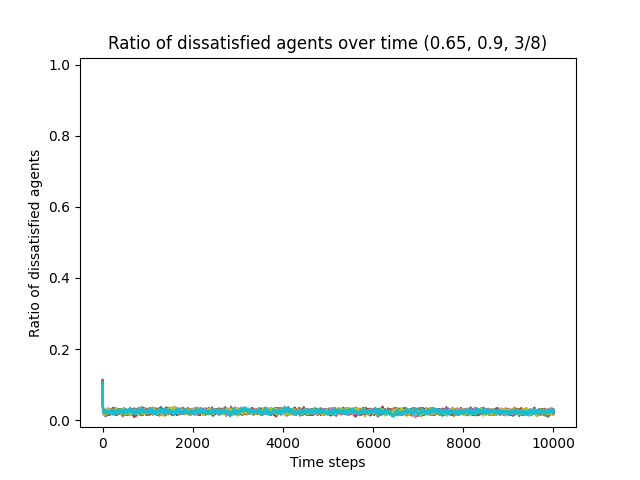 Ratio of dissatisfied agents over time (0.65, 0.9, 3/8)
1.0
0.8
0.6
0.4
0.2
0.0
Ratio of dissatisfied agents
0 2000 4000 6000 8000 10000
Time steps